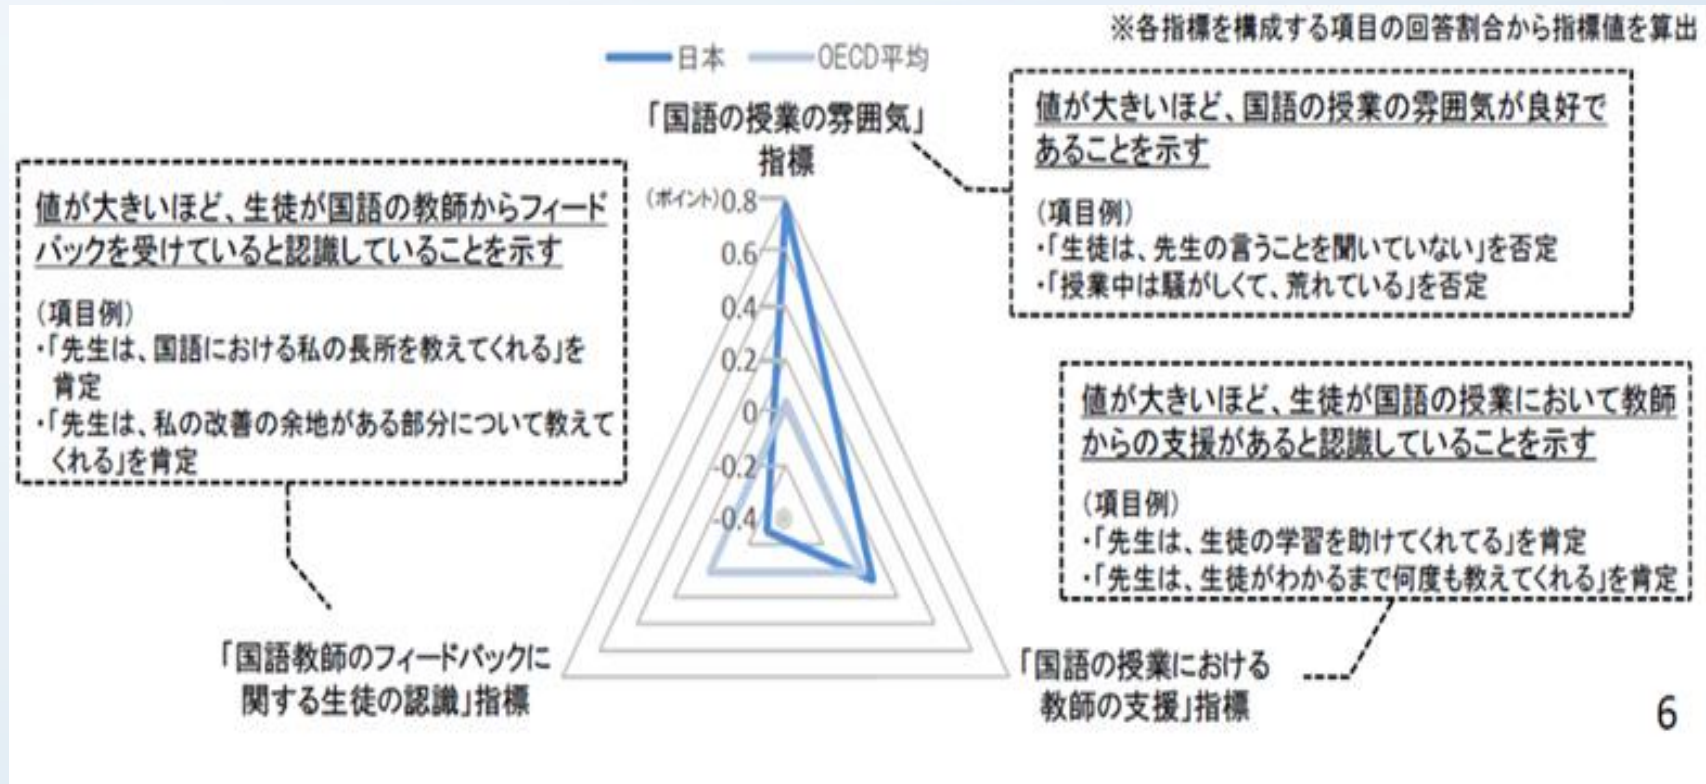 ※各指標を構成する項目の回答割合から指標値を算出
日本 OECD平均
「国語の授業の雰囲気」
指標
(ポイント)
0.8
0.6
0.4
0.2
0
-0.2
-0.4
値が大きいほど、国語の授業の雰囲気が良好で
あることを示す
(項目例)
・「生徒は、先生の言うことを聞いていない」を否定
・「授業中は騒がしくて、荒れている」を否定
値が大きいほど、生徒が国語の教師からフィード
バックを受けていると認識していることを示す
(項目例)
・「先生は、国語における私の長所を教えてくれる」を
肯定
・「先生は、私の改善の余地がある部分について教えて
くれる」を肯定
値が大きいほど、生徒が国語の授業において教師
からの支援があると認識していることを示す
(項目例)
・「先生は、生徒の学習を助けてくれてる」を肯定
・「先生は、生徒がわかるまで何度も教えてくれる」を肯定
「国語教師のフィードバックに
関する生徒の認識」指標
「国語の授業における
教師の支援」指標
6